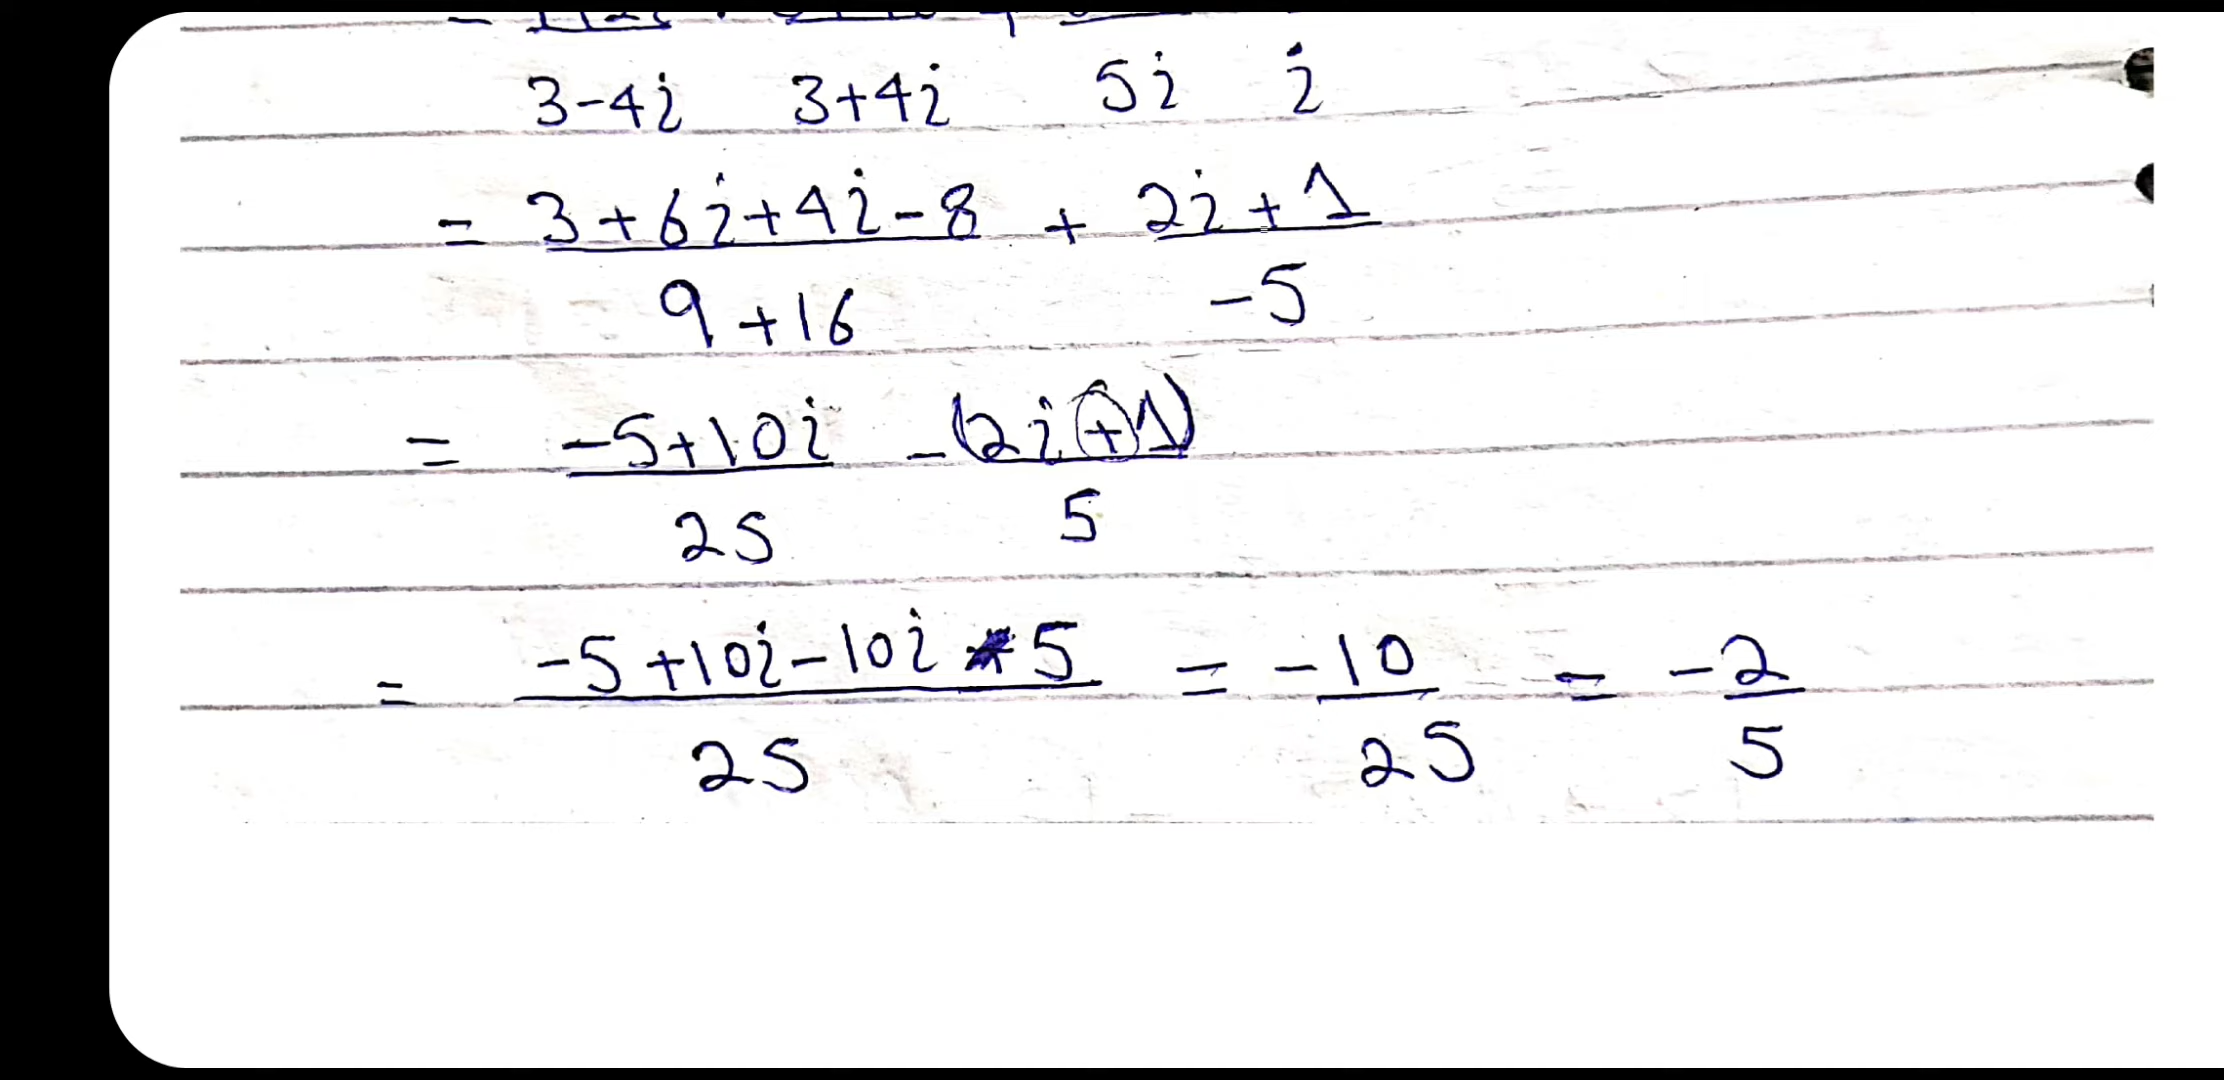 3-4i 3+4i 5i i
= 3+6i+4i-8 + 2i+1
9+16 -5
= -5+10i -(2i+1)
25 5
= -5+10i-10i-5 = -10 = -2
25 25 5